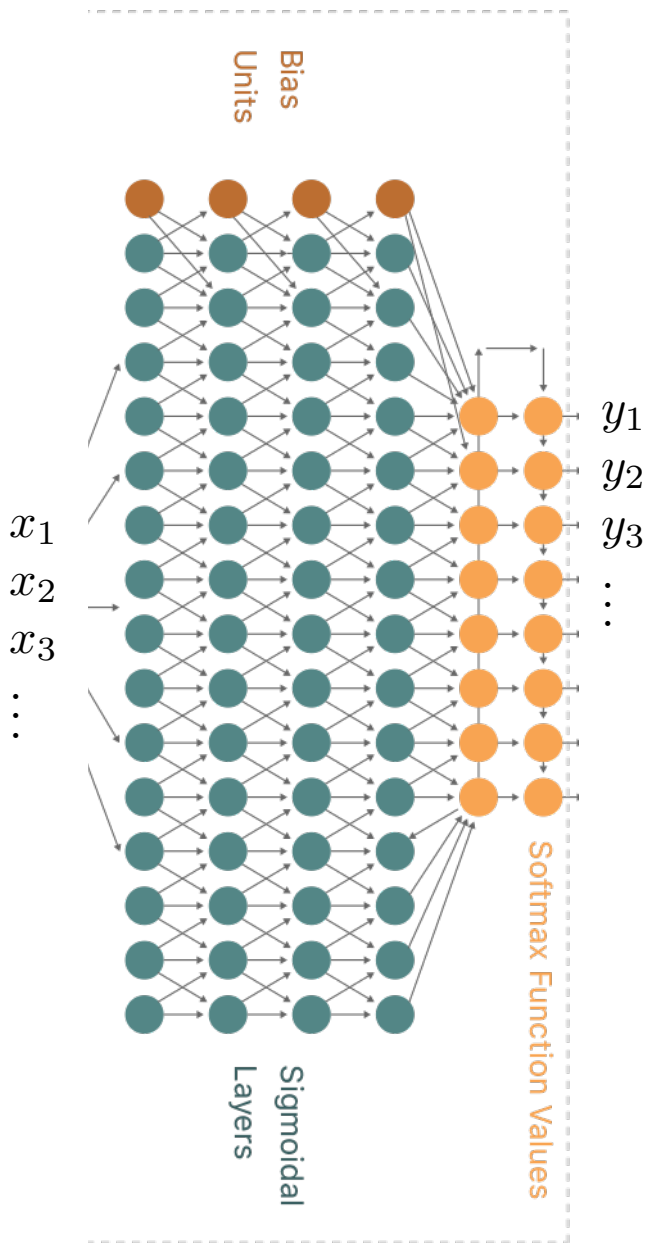 Bias
Units
x₁
x₂
x₃
⋮
y₁
y₂
y₃
⋮
Softmax Function Values
Sigmoidal
Layers